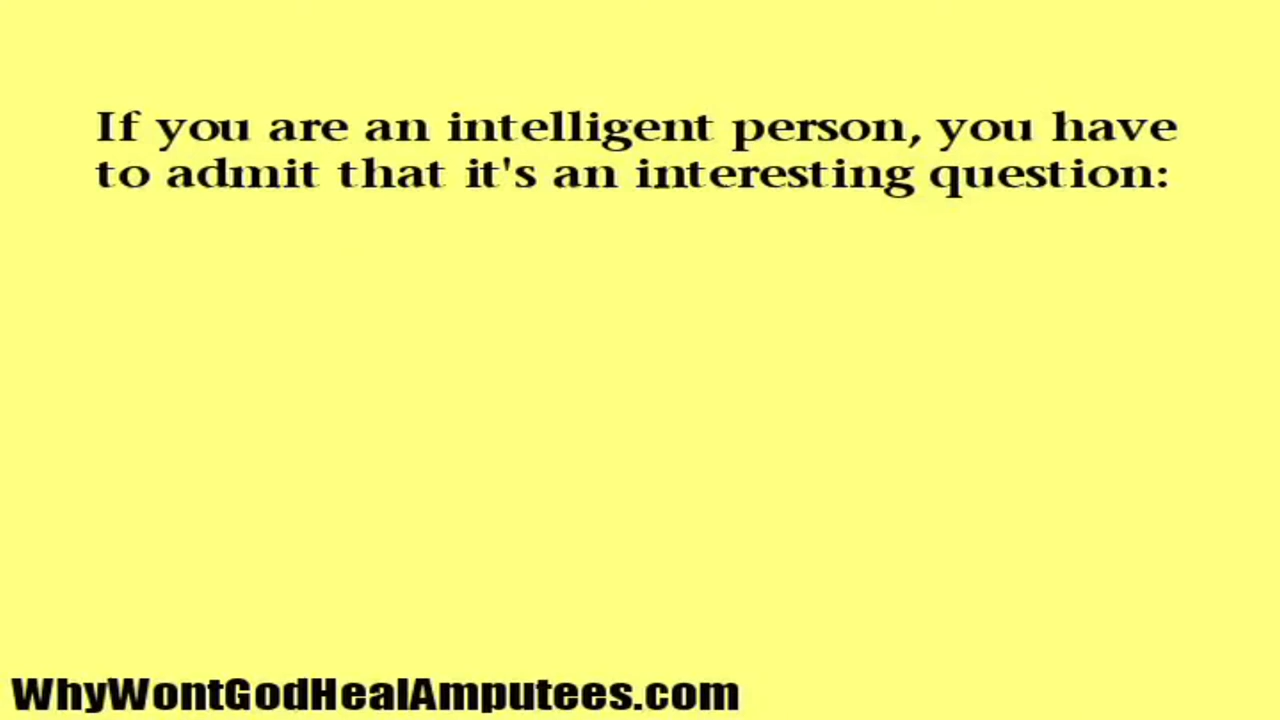 If you are an intelligent person, you have
to admit that it's an interesting question:
WhyWontGodHealAmputees.com